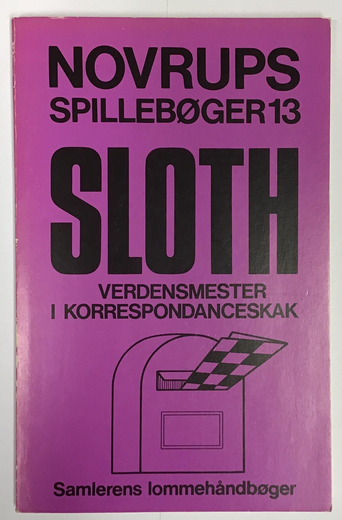 NOVRUPS
SPILLEBØGER 13
SLOTH
VERDENSMESTER
I KORRESPONDANCESKAK
Samlerens lommehåndbøger